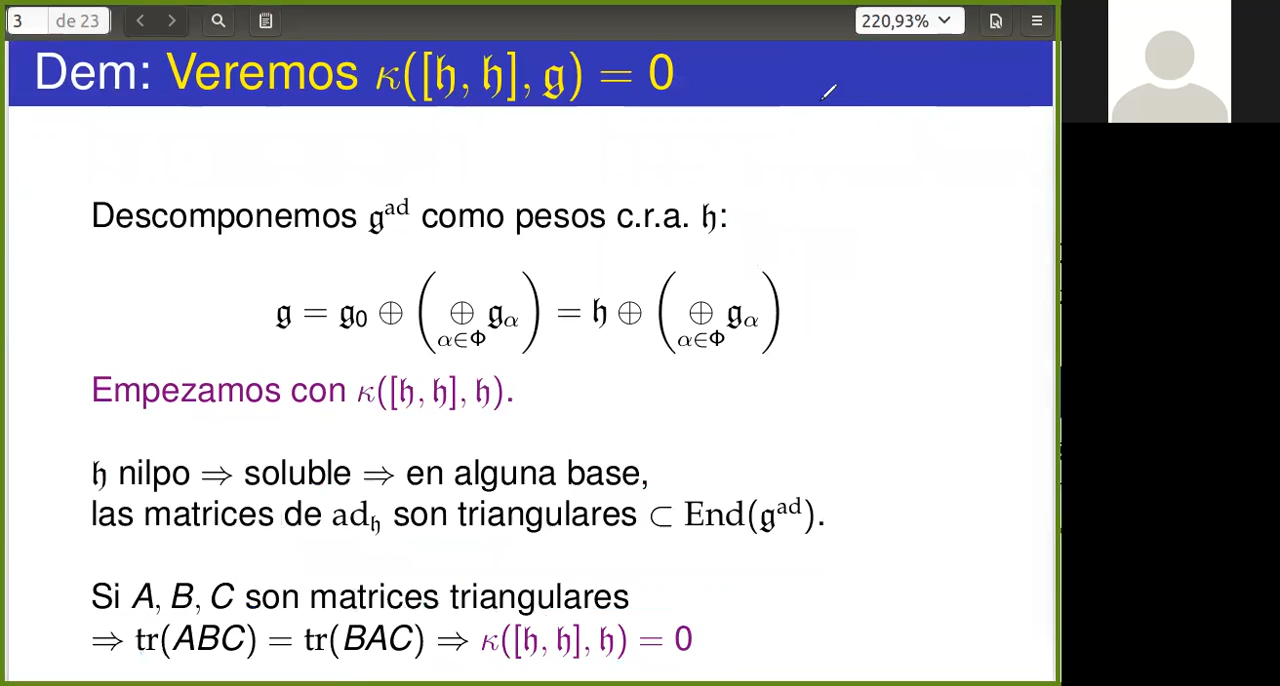 3 de 23 220,93%
Dem: Veremos κ([𝔥, 𝔥], 𝔤) = 0
Descomponemos 𝔤^ad como pesos c.r.a. 𝔥:
𝔤 = 𝔤₀ ⊕ ( ⊕_{α∈Φ} 𝔤_α ) = 𝔥 ⊕ ( ⊕_{α∈Φ} 𝔤_α )
Empezamos con κ([𝔥, 𝔥], 𝔥).
𝔥 nilpo ⇒ soluble ⇒ en alguna base,
las matrices de ad_𝔥 son triangulares ⊂ End(𝔤^ad).
Si A, B, C son matrices triangulares
⇒ tr(ABC) = tr(BAC) ⇒ κ([𝔥, 𝔥], 𝔥) = 0